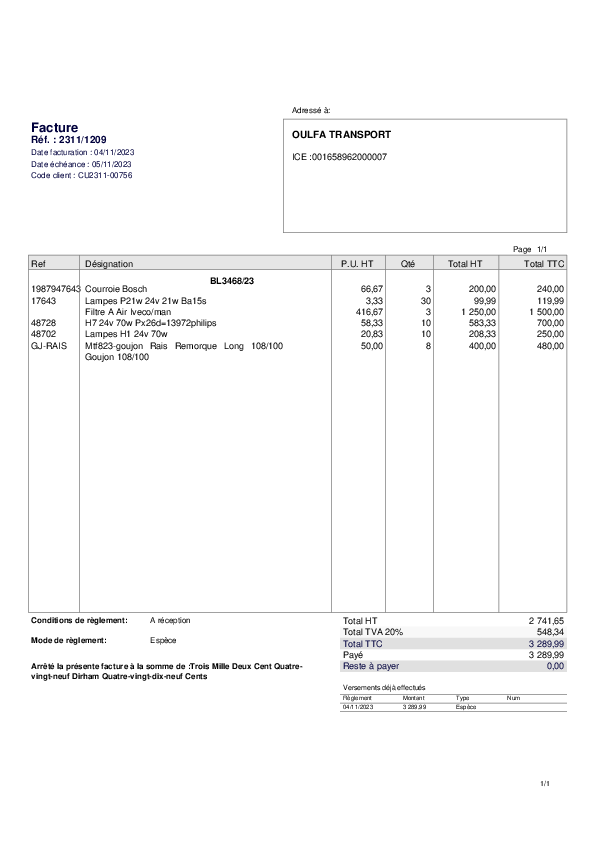 Adressé à:
Facture
Réf. : 2311/1209
Date facturation : 04/11/2023
Date échéance : 05/11/2023
Code client : CU2311-00756
OULFA TRANSPORT
ICE :001658962000007
Page 1/1
Ref Désignation P.U. HT Qté Total HT Total TTC
BL3468/23
1987947643 Courroie Bosch 66,67 3 200,00 240,00
17643 Lampes P21w 24v 21w Ba15s 3,33 30 99,99 119,99
Filtre A Air Iveco/man 416,67 3 1 250,00 1 500,00
48728 H7 24v 70w Px26d=13972philips 58,33 10 583,33 700,00
48702 Lampes H1 24v 70w 20,83 10 208,33 250,00
GJ-RAIS Mtf823-goujon Rais Remorque Long 108/100 50,00 8 400,00 480,00
Goujon 108/100
Conditions de règlement: A réception
Mode de règlement: Espèce
Arrêté la présente facture à la somme de :Trois Mille Deux Cent Quatre-
vingt-neuf Dirham Quatre-vingt-dix-neuf Cents
Total HT 2 741,65
Total TVA 20% 548,34
Total TTC 3 289,99
Payé 3 289,99
Reste à payer 0,00
Versements déjà effectués
Règlement Montant Type Num
04/11/2023 3 289,99 Espèce
1/1